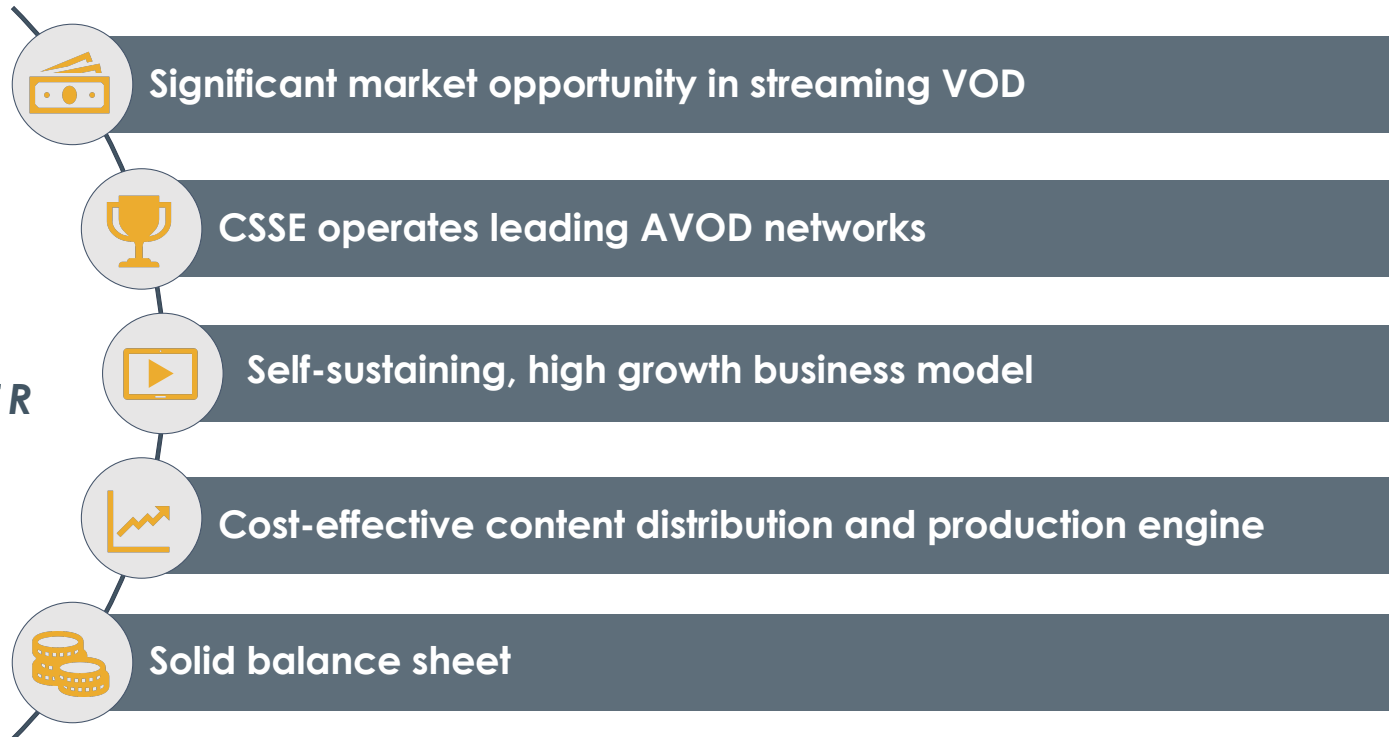 Significant market opportunity in streaming VOD
CSSE operates leading AVOD networks
Self-sustaining, high growth business model
R
Cost-effective content distribution and production engine
Solid balance sheet